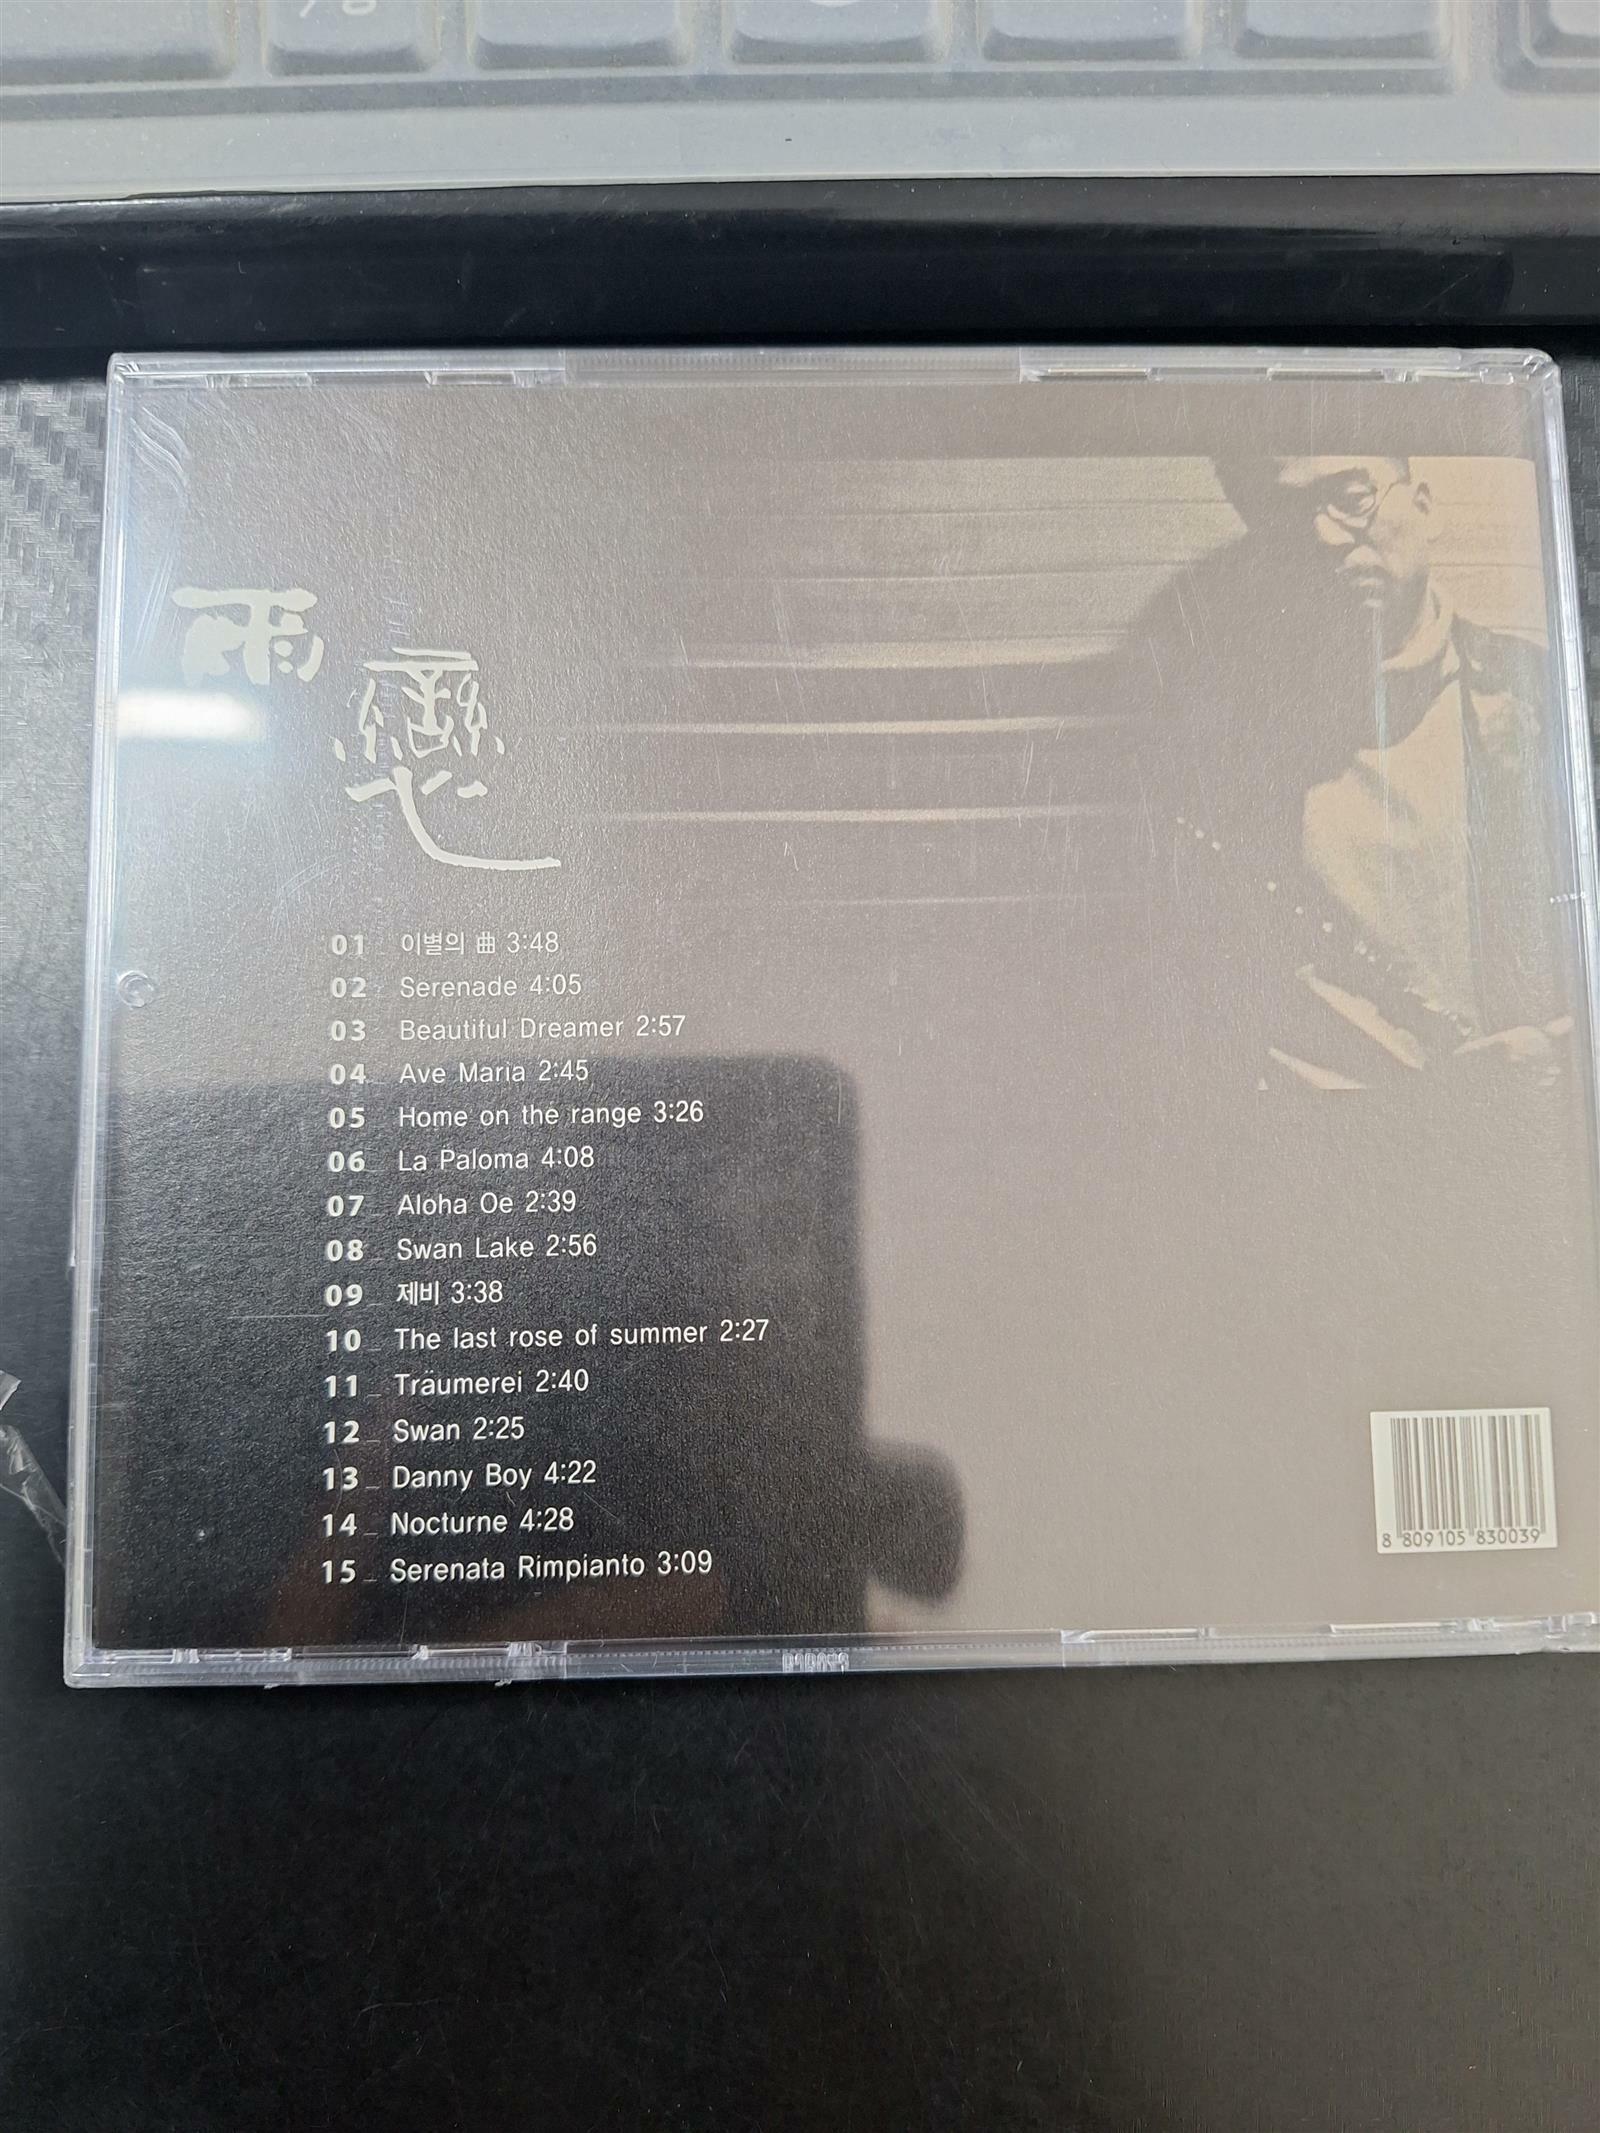 雨
戀
01 _ 이별의 曲 3:48
02 _ Serenade 4:05
03 _ Beautiful Dreamer 2:57
04 _ Ave Maria 2:45
05 _ Home on the range 3:26
06 _ La Paloma 4:08
07 _ Aloha Oe 2:39
08 _ Swan Lake 2:56
09 _ 제비 3:38
10 _ The last rose of summer 2:27
11 _ Träumerei 2:40
12 _ Swan 2:25
13 _ Danny Boy 4:22
14 _ Nocturne 4:28
15 _ Serenata Rimpianto 3:09
8 809105 830039